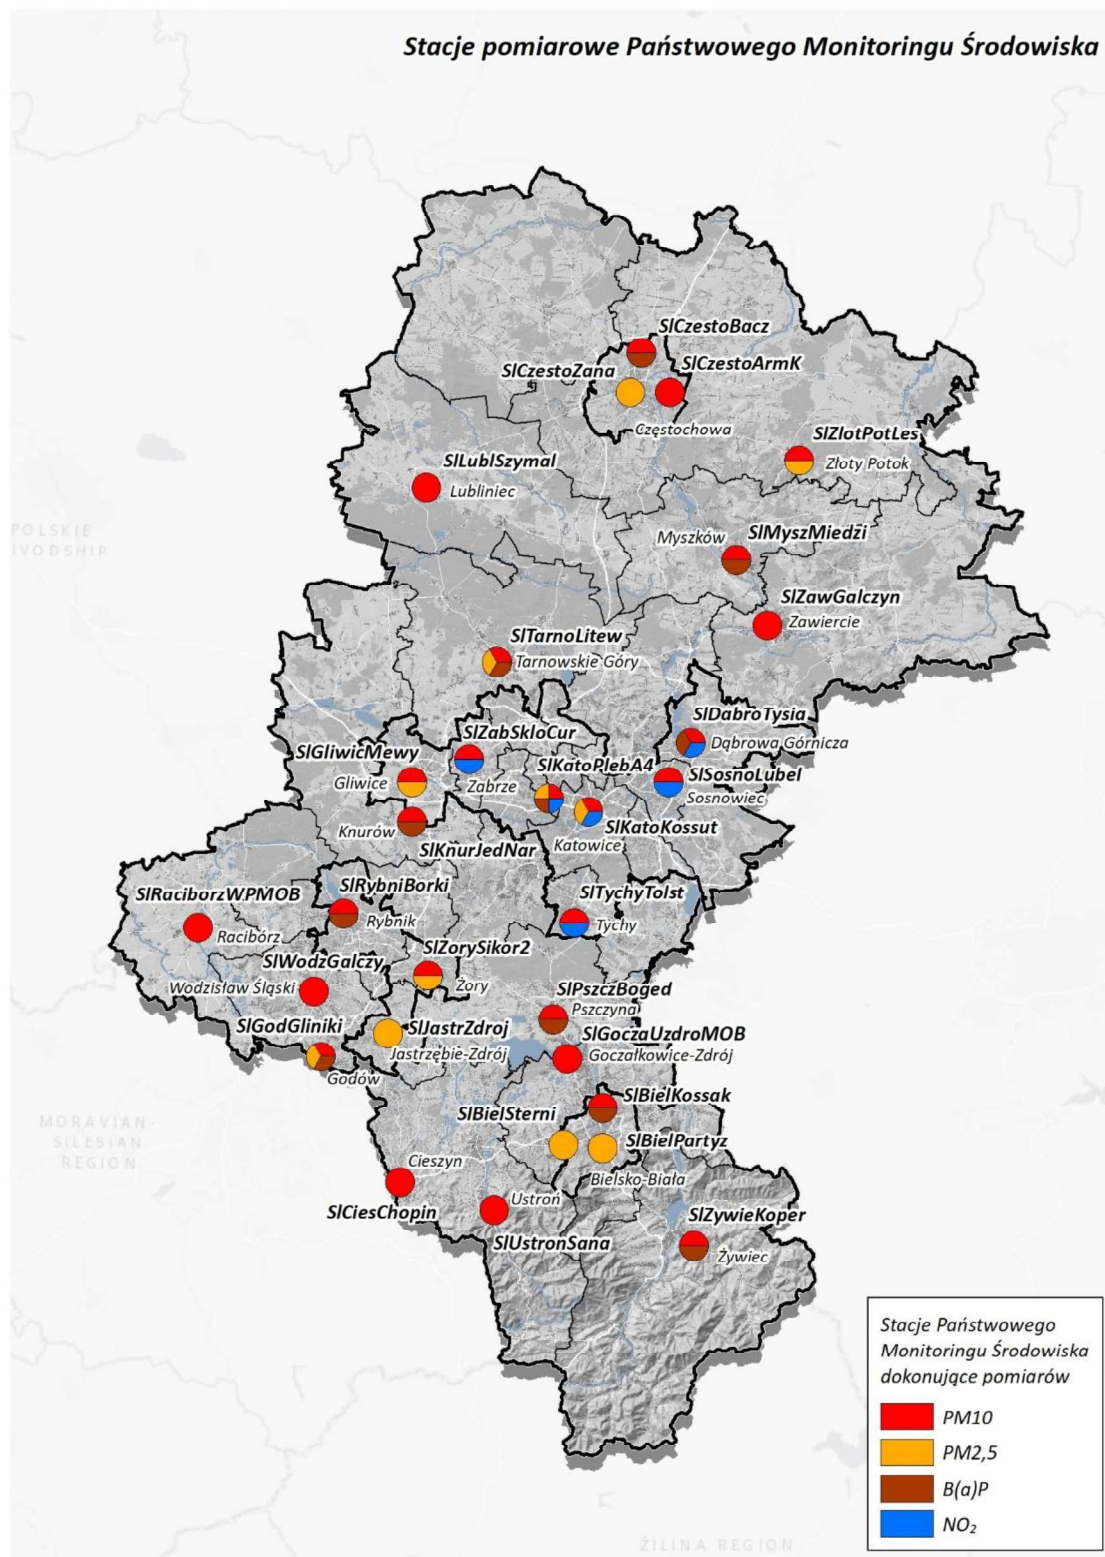 Stacje pomiarowe Państwowego Monitoringu Środowiska
SlCzestoBacz
SlCzestoZana
SlCzestoArmK
Częstochowa
SlZlotPotLes
Złoty Potok
SlLublSzymal
Lubliniec
POLSKIE
IVODSHIP
Myszków
SlMyszMiedzi
SlZawGalczyn
Zawiercie
SlTarnoLitew
Tarnowskie Góry
SlDabroTysia
Dąbrowa Górnicza
SlZabSkloCur
Zabrze
SlGliwicMewy
Gliwice
SlKatoPlebA4
SlSosnoLubel
Sosnowiec
SlKatoKossut
Katowice
Knurów
SlKnurJedNar
SlRaciborzWPMOB
Racibórz
SlRybniBorki
Rybnik
SlTychyTolst
Tychy
SlZorySikor2
Żory
SlWodzGalczy
Wodzisław Śląski
SlPszczBoged
Pszczyna
SlGodGliniki
Godów
SlJastrZdroj
Jastrzębie-Zdrój
SlGoczaUzdroMOB
Goczałkowice-Zdrój
SlBielKossak
SlBielSterni
SlBielPartyz
Bielsko-Biała
MORAVIAN-
SILESIAN
REGION
Cieszyn
SlCiesChopin
Ustroń
SlUstronSana
SlZywieKoper
Żywiec
Stacje Państwowego
Monitoringu Środowiska
dokonujące pomiarów
PM10
PM2,5
B(a)P
NO₂
ŽILINA REGION